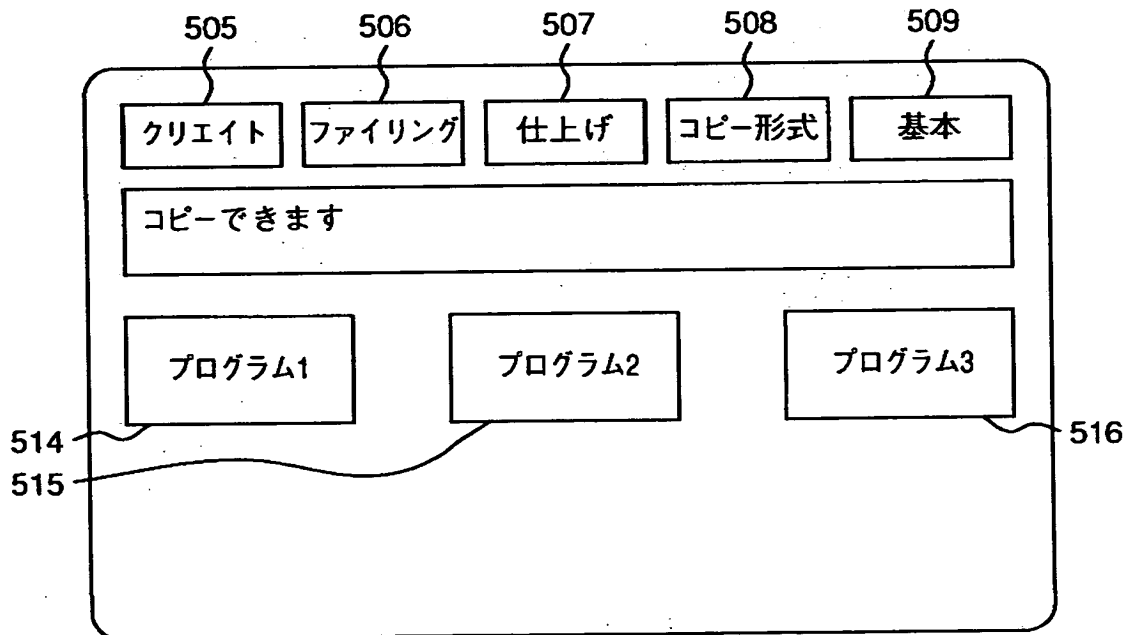 505 506 507 508 509
クリエイト ファイリング 仕上げ コピー形式 基本
コピーできます
プログラム1 プログラム2 プログラム3
514 516
515